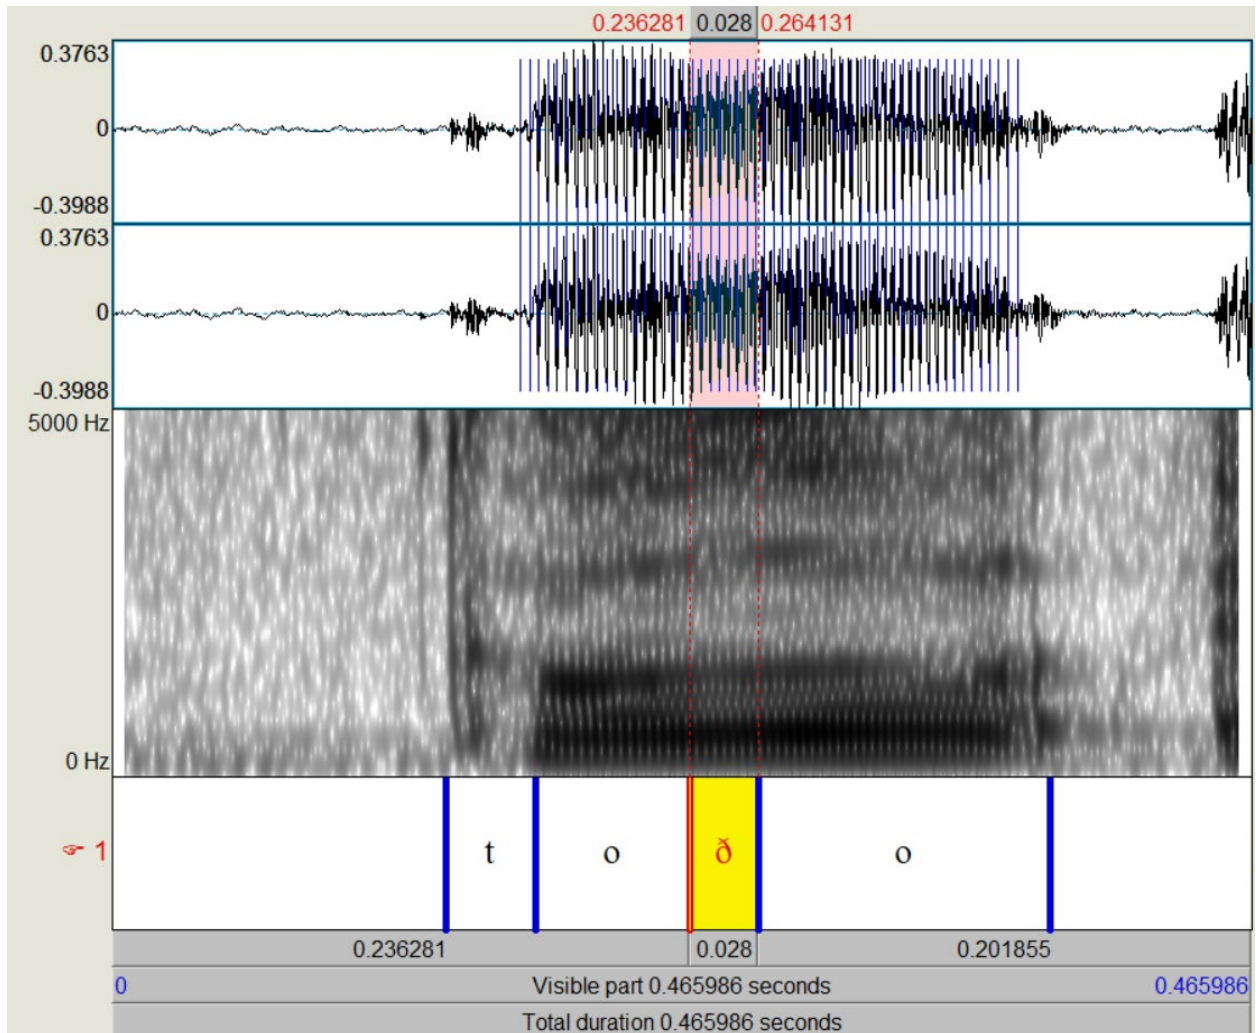 0.236281 0.028 0.264131
0.3763
0
-0.3988
0.3763
0
-0.3988
5000 Hz
0 Hz
☞ 1 t o ð o
0.236281 0.028 0.201855
0 Visible part 0.465986 seconds 0.465986
Total duration 0.465986 seconds